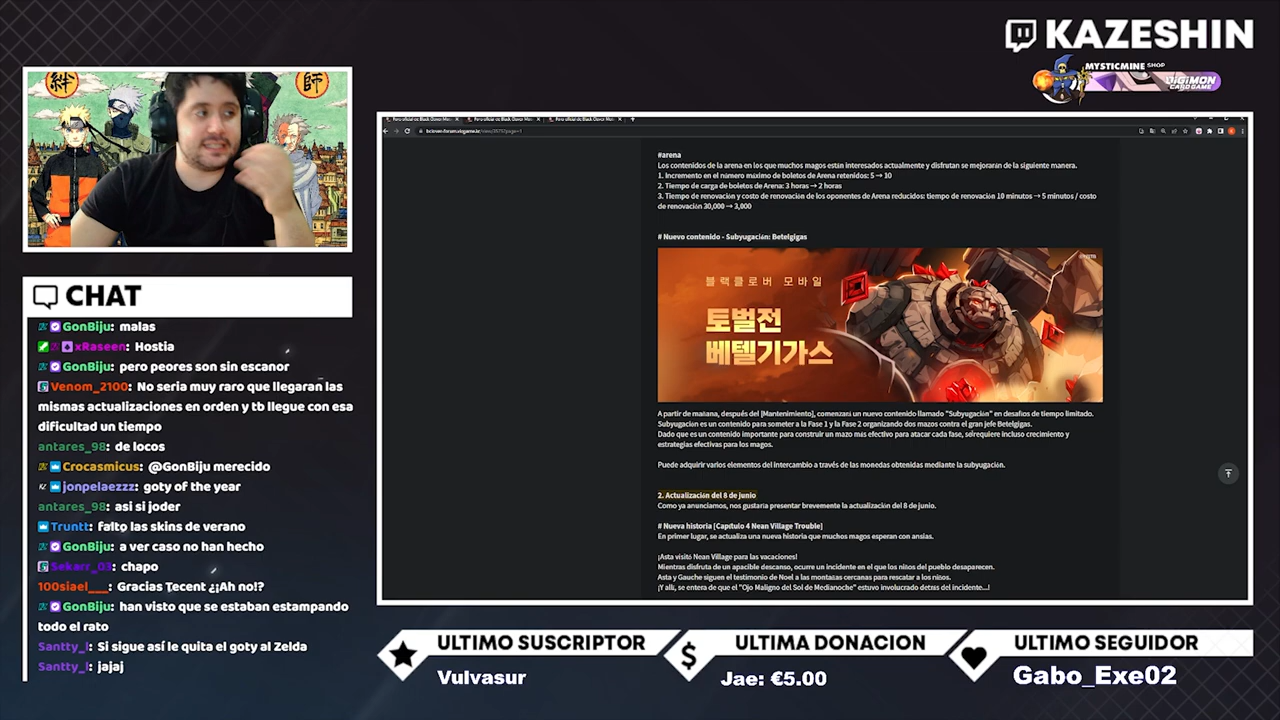 KAZESHIN
MYSTICMINE SHOP
DIGIMON
CARD GAME
絆
師
CHAT
GonBiju: malas
xRaseen: Hostia
GonBiju: pero peores son sin escanor
Venom_2100: No seria muy raro que llegaran las
mismas actualizaciones en orden y tb llegue con esa
dificultad un tiempo
antares_98: de locos
Crocasmicus: @GonBiju merecido
jonpelaezzz: goty of the year
antares_98: asi si joder
Truntt: falto las skins de verano
GonBiju: a ver caso no han hecho
Sekarr_03: chapo
100siael___: Gracias Tecent ¿¡Ah no!?
GonBiju: han visto que se estaban estampando
todo el rato
Santty_l: Si sigue así le quita el goty al Zelda
Santty_l: jajaj
#arena
Los contenidos de la arena en los que muchos magos están interesados actualmente y disfrutan se mejorarán de la siguiente manera.
1. Incremento en el número máximo de boletos de Arena retenidos: 5 → 10
2. Tiempo de carga de boletos de Arena: 3 horas → 2 horas
3. Tiempo de renovación y costo de renovación de los oponentes de Arena reducidos: tiempo de renovación 10 minutos → 5 minutos / costo
de renovación 30,000 → 3,000
# Nuevo contenido - Subyugación: Betelgigas
블랙클로버 모바일
토벌전
베텔기가스
A partir de mañana, después del [Mantenimiento], comenzará un nuevo contenido llamado "Subyugación" en desafíos de tiempo limitado.
Subyugación es un contenido para someter a la Fase 1 y la Fase 2 organizando dos mazos contra el gran jefe Betelgigas.
Dado que es un contenido importante para construir un mazo más efectivo para atacar cada fase, se requiere incluso crecimiento y
estrategias efectivas para los magos.
Puede adquirir varios elementos del intercambio a través de las monedas obtenidas mediante la subyugación.
2. Actualización del 8 de junio
Como ya anunciamos, nos gustaría presentar brevemente la actualización del 8 de junio.
# Nueva historia [Capítulo 4 Nean Village Trouble]
En primer lugar, se actualiza una nueva historia que muchos magos esperan con ansias.
¡Asta visitó Nean Village para las vacaciones!
Mientras disfruta de un apacible descanso, ocurre un incidente en el que los niños del pueblo desaparecen.
Asta y Gauche siguen el testimonio de Noel a las montañas cercanas para rescatar a los niños.
¡Y allí, se entera de que el "Ojo Maligno del Sol de Medianoche" estuvo involucrado detrás del incidente...!
ULTIMO SUSCRIPTOR
Vulvasur
ULTIMA DONACION
Jae: €5.00
ULTIMO SEGUIDOR
Gabo_Exe02